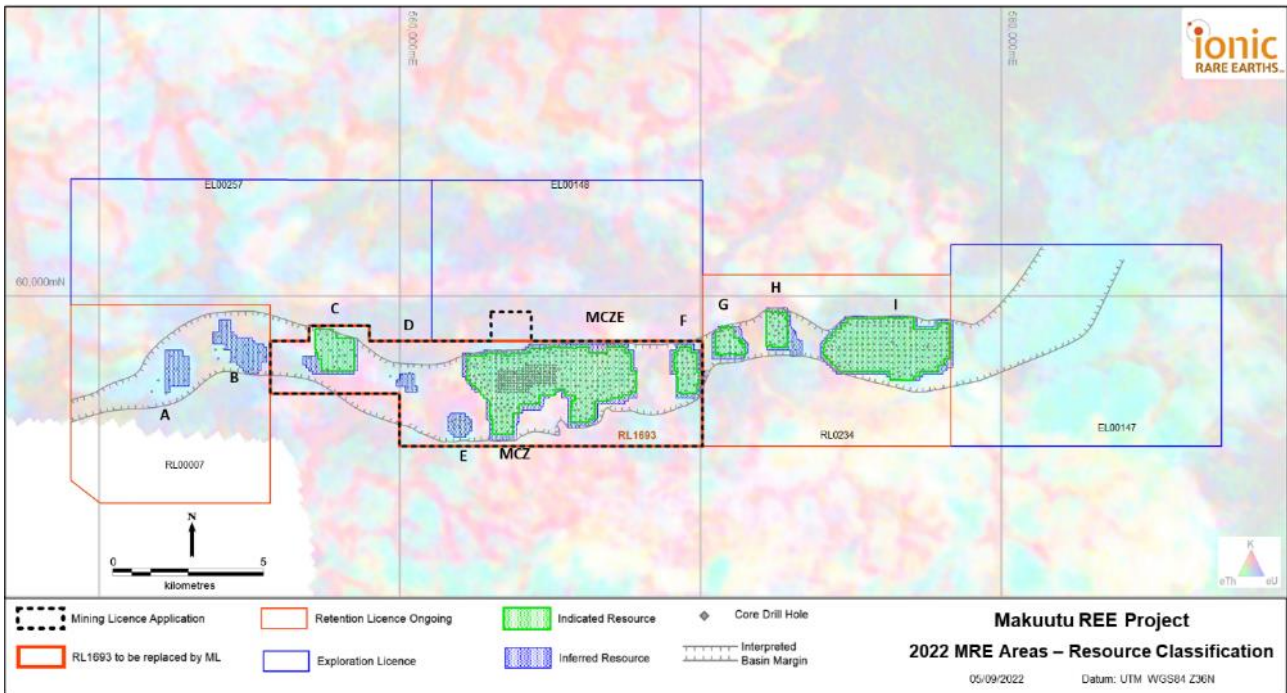 560,000mE
580,000mE
ionic
RARE EARTHS
EL00257
EL00148
60,000mN
C
D
MCZE
F
G
H
I
A
B
E
MCZ
RL1693
RL0234
EL00147
RL00007
N
0 5
kilometres
K
eTh eU
Mining Licence Application
Retention Licence Ongoing
Indicated Resource
Core Drill Hole
RL1693 to be replaced by ML
Exploration Licence
Inferred Resource
Interpreted
Basin Margin
Makuutu REE Project
2022 MRE Areas – Resource Classification
05/09/2022 Datum: UTM WGS84 Z36N